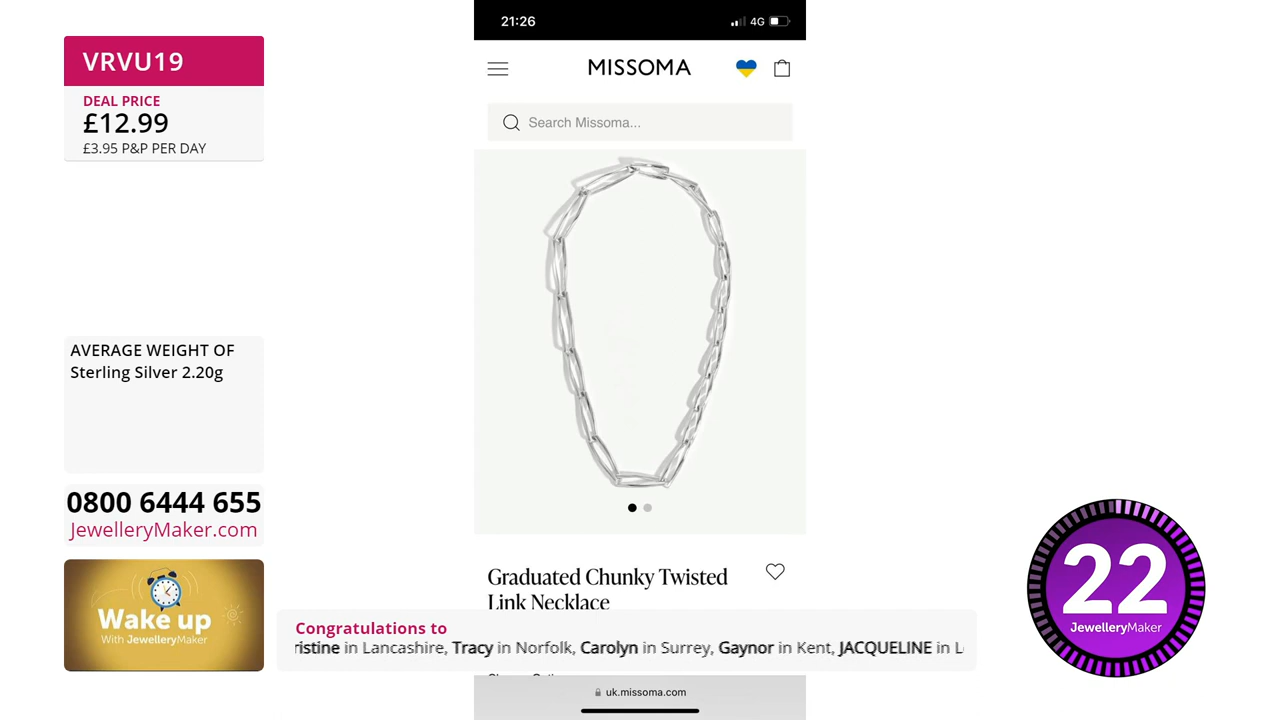 VRVU19
DEAL PRICE
£12.99
£3.95 P&P PER DAY
AVERAGE WEIGHT OF
Sterling Silver 2.20g
0800 6444 655
JewelleryMaker.com
Wake up
With JewelleryMaker
21:26
4G
MISSOMA
Search Missoma...
Graduated Chunky Twisted
Link Necklace
Congratulations to
ristine in Lancashire, Tracy in Norfolk, Carolyn in Surrey, Gaynor in Kent, JACQUELINE in
uk.missoma.com
22
JewelleryMaker